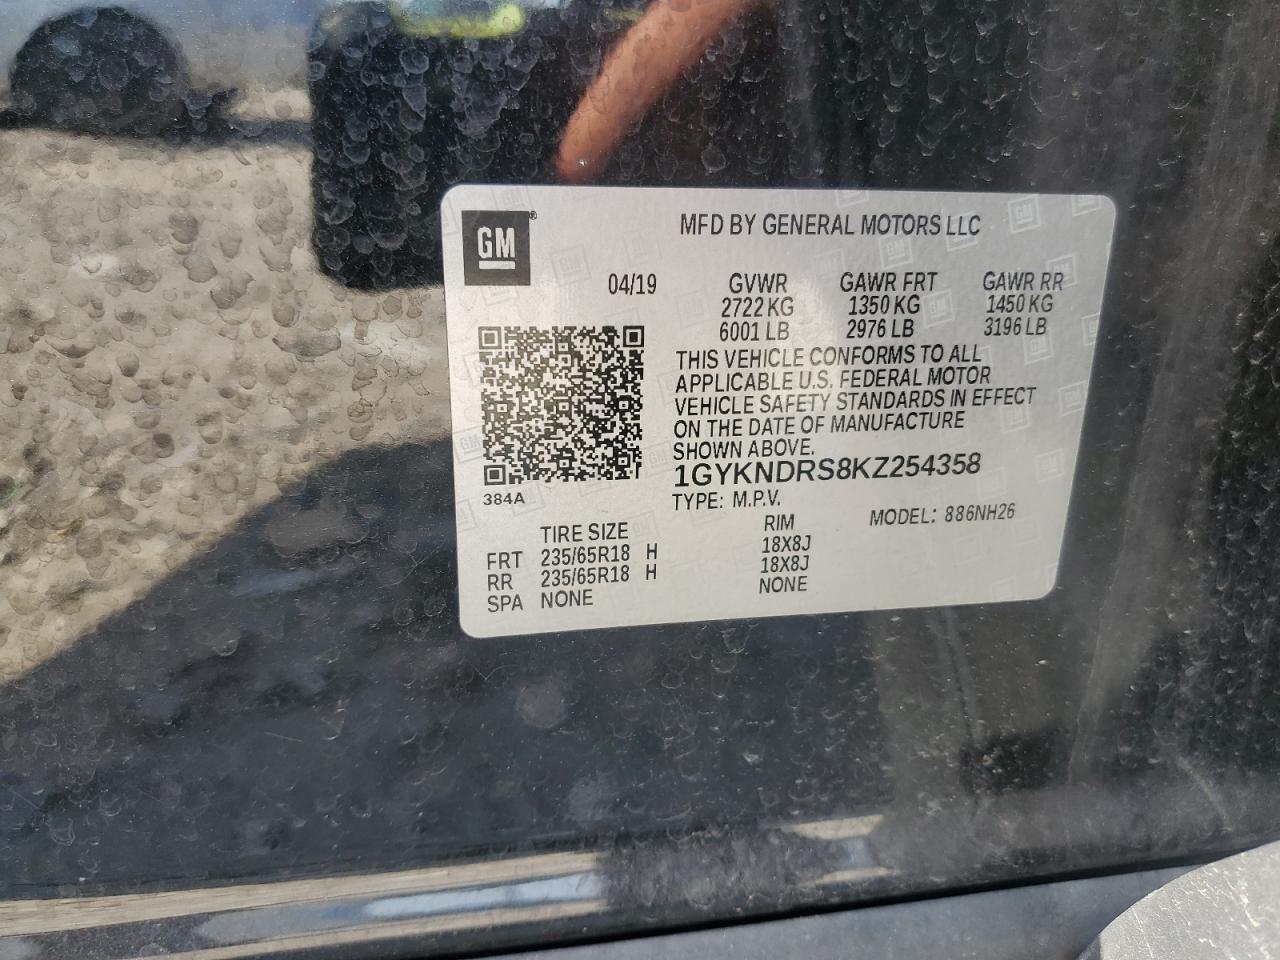 GM®
MFD BY GENERAL MOTORS LLC
04/19 GVWR GAWR FRT GAWR RR
2722 KG 1350 KG 1450 KG
6001 LB 2976 LB 3196 LB
THIS VEHICLE CONFORMS TO ALL
APPLICABLE U.S. FEDERAL MOTOR
VEHICLE SAFETY STANDARDS IN EFFECT
ON THE DATE OF MANUFACTURE
SHOWN ABOVE.
1GYKNDRS8KZ254358
384A
TYPE: M.P.V.
MODEL: 886NH26
TIRE SIZE RIM
FRT 235/65R18 H 18X8J
RR 235/65R18 H 18X8J
SPA NONE NONE